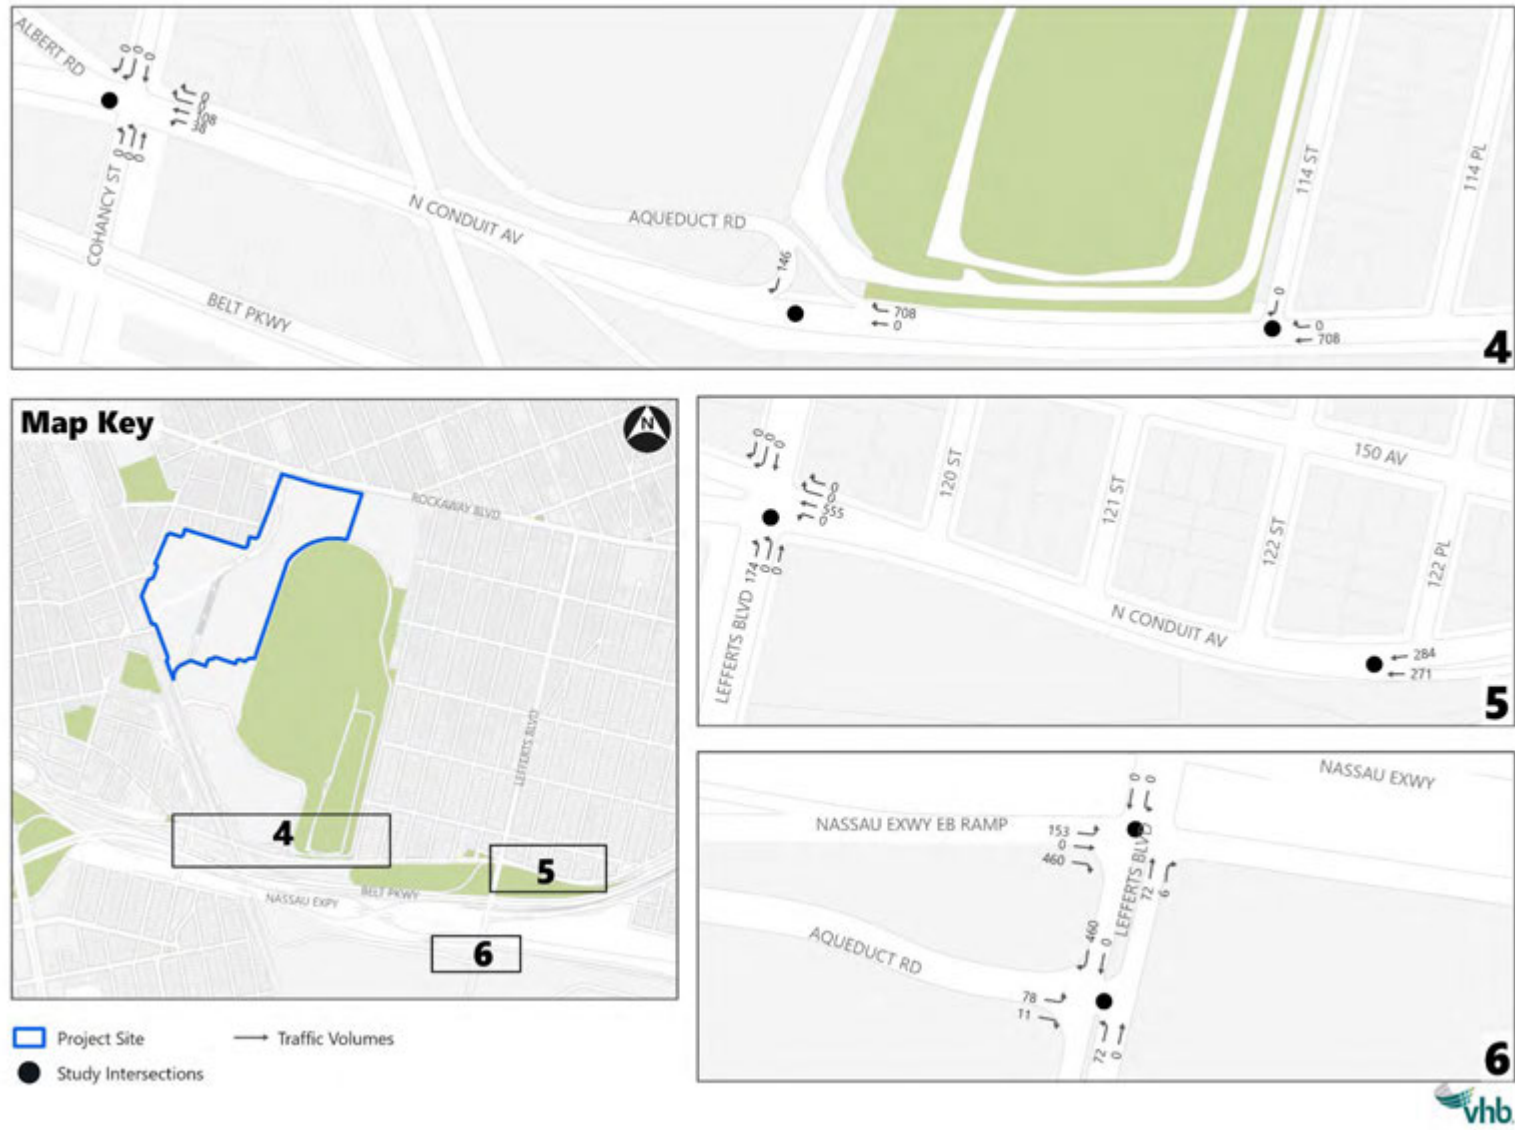 ALBERT RD
0
0
0
0
0
108
38
0
0
0
COHANCY ST
BELT PKWY
N CONDUIT AV
AQUEDUCT RD
146
708
0
114 ST
114 PL
0
0
708
4
Map Key
N
ROCKAWAY BLVD
LEFFERTS BLVD
4
5
BELT PKWY
NASSAU EXPY
6
Project Site
Traffic Volumes
Study Intersections
0
0
0
0
0
555
0
174
0
0
LEFFERTS BLVD
120 ST
121 ST
122 ST
122 PL
150 AV
N CONDUIT AV
284
271
5
NASSAU EXWY
0
0
NASSAU EXWY EB RAMP
153
0
460
LEFFERTS BLVD
72
6
AQUEDUCT RD
460
0
78
11
72
0
6
vhb